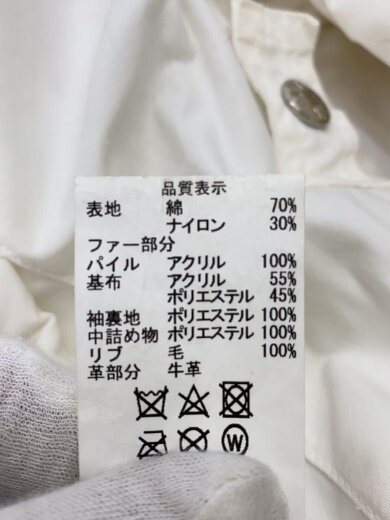 品質表示
表地 綿 70%
ナイロン 30%
ファー部分
パイル アクリル 100%
基布 アクリル 55%
ポリエステル 45%
袖裏地 ポリエステル 100%
中詰め物 ポリエステル 100%
リブ 毛 100%
革部分 牛革
W